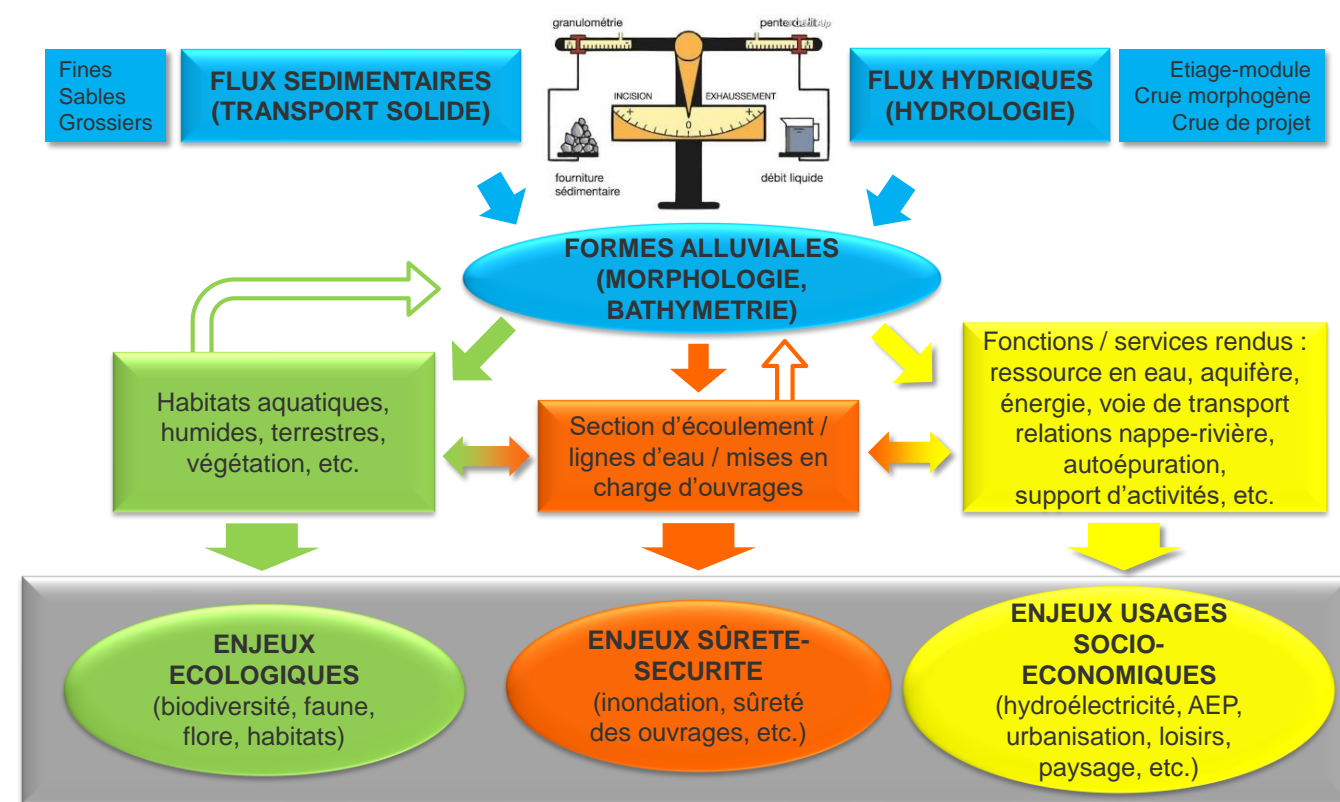 Fines
Sables
Grossiers
FLUX SEDIMENTAIRES
(TRANSPORT SOLIDE)
granulométrie
pente du lit
INCISION
EXHAUSSEMENT
0
fourniture
sédimentaire
débit liquide
FLUX HYDRIQUES
(HYDROLOGIE)
Etiage-module
Crue morphogène
Crue de projet
FORMES ALLUVIALES
(MORPHOLOGIE,
BATHYMETRIE)
Habitats aquatiques,
humides, terrestres,
végétation, etc.
Section d’écoulement /
lignes d’eau / mises en
charge d’ouvrages
Fonctions / services rendus :
ressource en eau, aquifère,
énergie, voie de transport
relations nappe-rivière,
autoépuration,
support d’activités, etc.
ENJEUX
ECOLOGIQUES
(biodiversité, faune,
flore, habitats)
ENJEUX SÛRETE-
SECURITE
(inondation, sûreté
des ouvrages, etc.)
ENJEUX USAGES
SOCIO-
ECONOMIQUES
(hydroélectricité, AEP,
urbanisation, loisirs,
paysage, etc.)